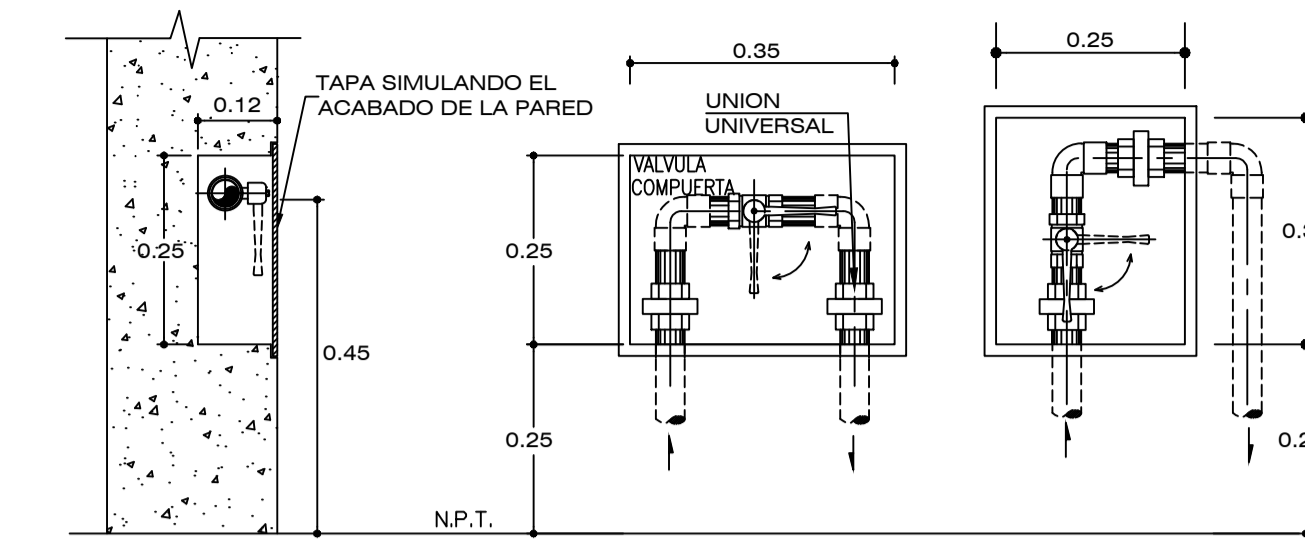 0.12
TAPA SIMULANDO EL
ACABADO DE LA PARED
0.25
0.45
N.P.T.
0.35
UNION
UNIVERSAL
VALVULA
COMPUERTA
0.25
0.25
0.25